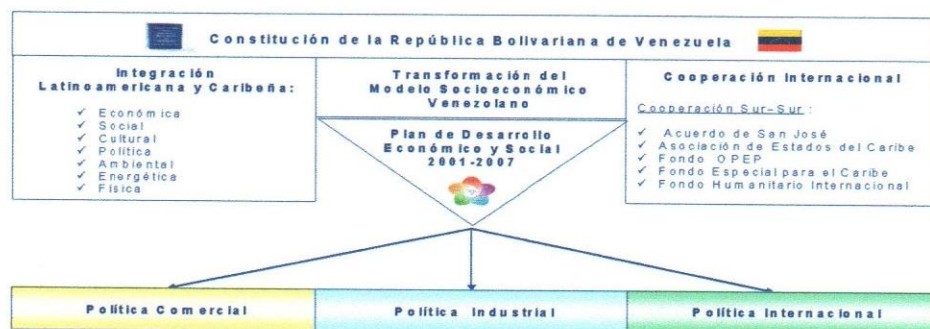 Constitución de la República Bolivariana de Venezuela
Integración
Latinoamericana y Caribeña:
✓ Económica
✓ Social
✓ Cultural
✓ Política
✓ Ambiental
✓ Energética
✓ Física
Transformación del
Modelo Socioeconómico
Venezolano
Plan de Desarrollo
Económico y Social
2001-2007
Cooperación Internacional
Cooperación Sur-Sur :
✓ Acuerdo de San José
✓ Asociación de Estados del Caribe
✓ Fondo OPEP
✓ Fondo Especial para el Caribe
✓ Fondo Humanitario Internacional
Política Comercial
Política Industrial
Política Internacional